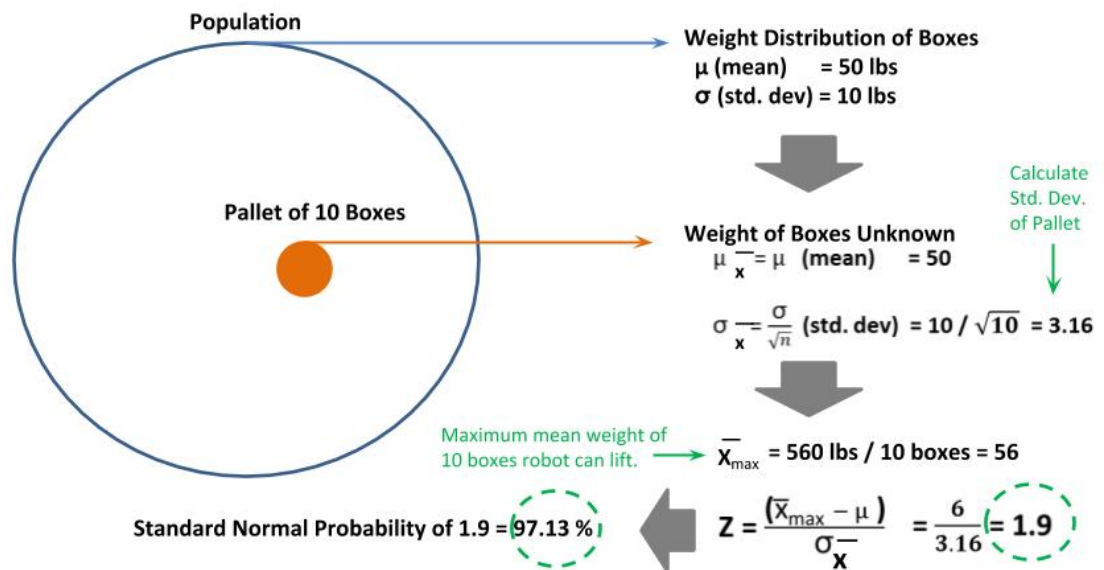 Population
Weight Distribution of Boxes
μ (mean) = 50 lbs
σ (std. dev) = 10 lbs
Calculate
Std. Dev.
of Pallet
Pallet of 10 Boxes
Weight of Boxes Unknown
μ x̅ = μ (mean) = 50
σ x̅ = σ/√n (std. dev) = 10 / √10 = 3.16
Maximum mean weight of
10 boxes robot can lift.
x̅max = 560 lbs / 10 boxes = 56
Z = (x̅max − μ ) / σ x̅ = 6 / 3.16 = 1.9
Standard Normal Probability of 1.9 = 97.13 %